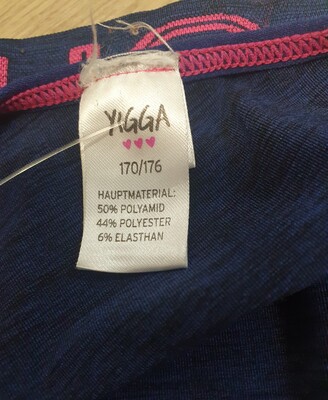 YIGGA
170/176
HAUPTMATERIAL:
50% POLYAMID
44% POLYESTER
6% ELASTHAN